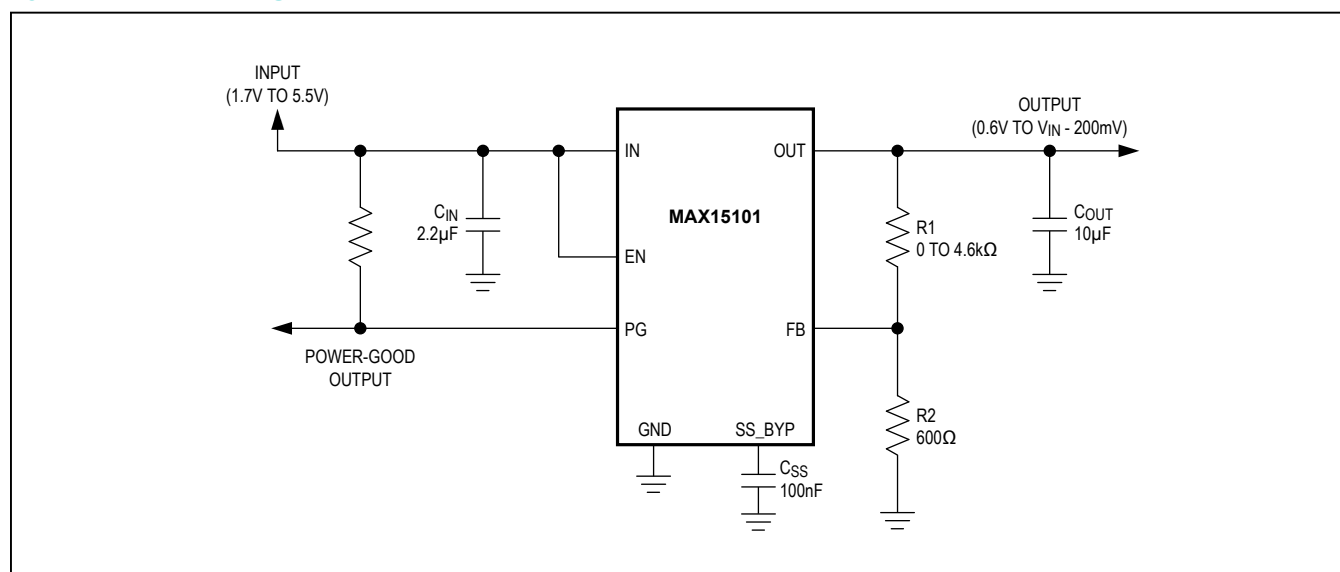 INPUT
(1.7V TO 5.5V)
OUTPUT
(0.6V TO VIN - 200mV)
IN
OUT
MAX15101
CIN
2.2µF
R1
0 TO 4.6kΩ
COUT
10µF
EN
PG
FB
POWER-GOOD
OUTPUT
R2
600Ω
GND
SS_BYP
CSS
100nF